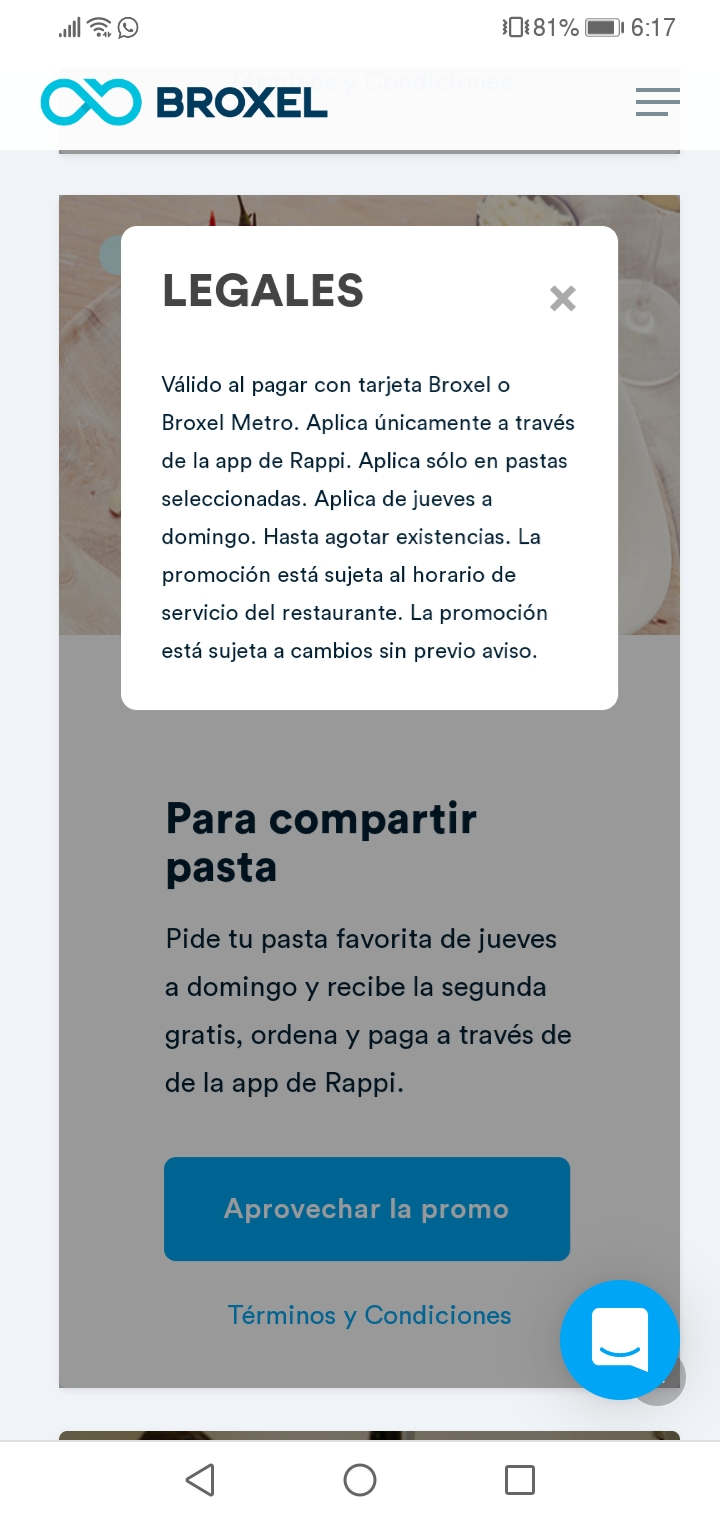 81% 6:17
Términos y Condiciones
BROXEL
LEGALES
Válido al pagar con tarjeta Broxel o
Broxel Metro. Aplica únicamente a través
de la app de Rappi. Aplica sólo en pastas
seleccionadas. Aplica de jueves a
domingo. Hasta agotar existencias. La
promoción está sujeta al horario de
servicio del restaurante. La promoción
está sujeta a cambios sin previo aviso.
Para compartir
pasta
Pide tu pasta favorita de jueves
a domingo y recibe la segunda
gratis, ordena y paga a través de
de la app de Rappi.
Aprovechar la promo
Términos y Condiciones